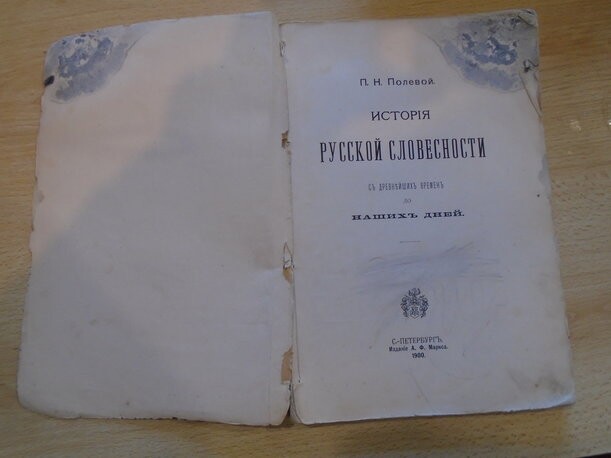 П. Н. Полевой.
ИСТОРІЯ
РУССКОЙ СЛОВЕСНОСТИ
СЪ ДРЕВНѢЙШИХЪ ВРЕМЕНЪ
ДО
НАШИХЪ ДНЕЙ.
С.-ПЕТЕРБУРГЪ.
Изданіе А. Ф. Маркса.
1900.